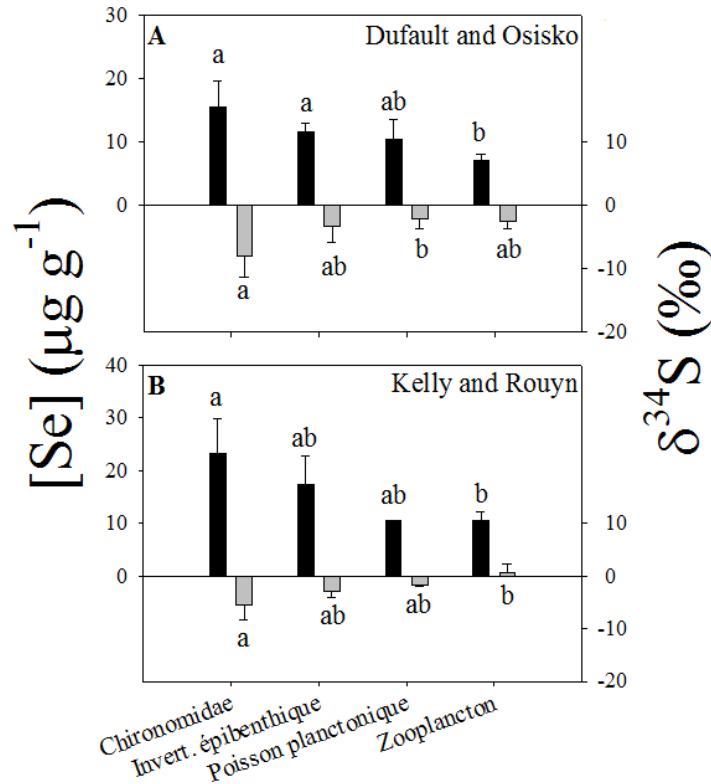 [Se] (µg g⁻¹)
δ³⁴S (‰)
A
Dufault and Osisko
30
20
10
0
10
0
-10
-20
a
a
ab
b
a
ab
b
ab
B
Kelly and Rouyn
40
30
20
10
0
10
0
-10
-20
a
ab
ab
b
a
ab
ab
b
Chironomidae
Invert. épibenthique
Poisson planctonique
Zooplancton